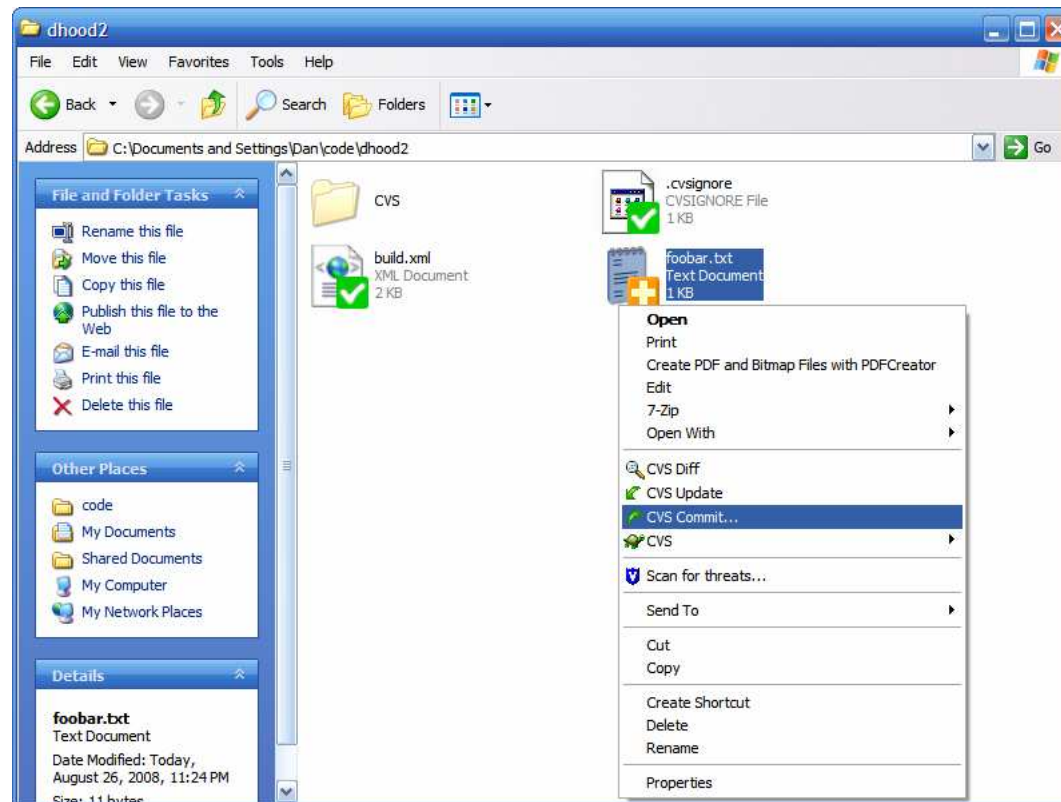 dhood2
File Edit View Favorites Tools Help
Back Search Folders
Address C:\Documents and Settings\Dan\code\dhood2 Go
File and Folder Tasks
Rename this file
Move this file
Copy this file
Publish this file to the
Web
E-mail this file
Print this file
Delete this file
Other Places
code
My Documents
Shared Documents
My Computer
My Network Places
Details
foobar.txt
Text Document
Date Modified: Today,
August 26, 2008, 11:24 PM
Size: 11 bytes
CVS
.cvsignore
CVSIGNORE File
1 KB
build.xml
XML Document
2 KB
foobar.txt
Text Document
1 KB
Open
Print
Create PDF and Bitmap Files with PDFCreator
Edit
7-Zip
Open With
CVS Diff
CVS Update
CVS Commit...
CVS
Scan for threats...
Send To
Cut
Copy
Create Shortcut
Delete
Rename
Properties